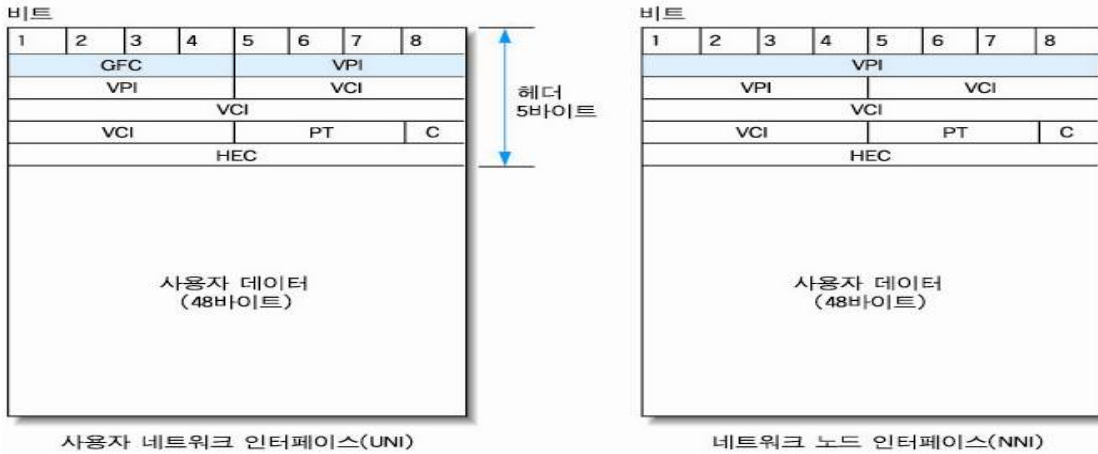 비트
1 2 3 4 5 6 7 8
GFC VPI
VPI VCI
VCI
VCI PT C
HEC
사용자 데이터
(48바이트)
사용자 네트워크 인터페이스(UNI)
헤더
5바이트
비트
1 2 3 4 5 6 7 8
VPI
VPI VCI
VCI
VCI PT C
HEC
사용자 데이터
(48바이트)
네트워크 노드 인터페이스(NNI)